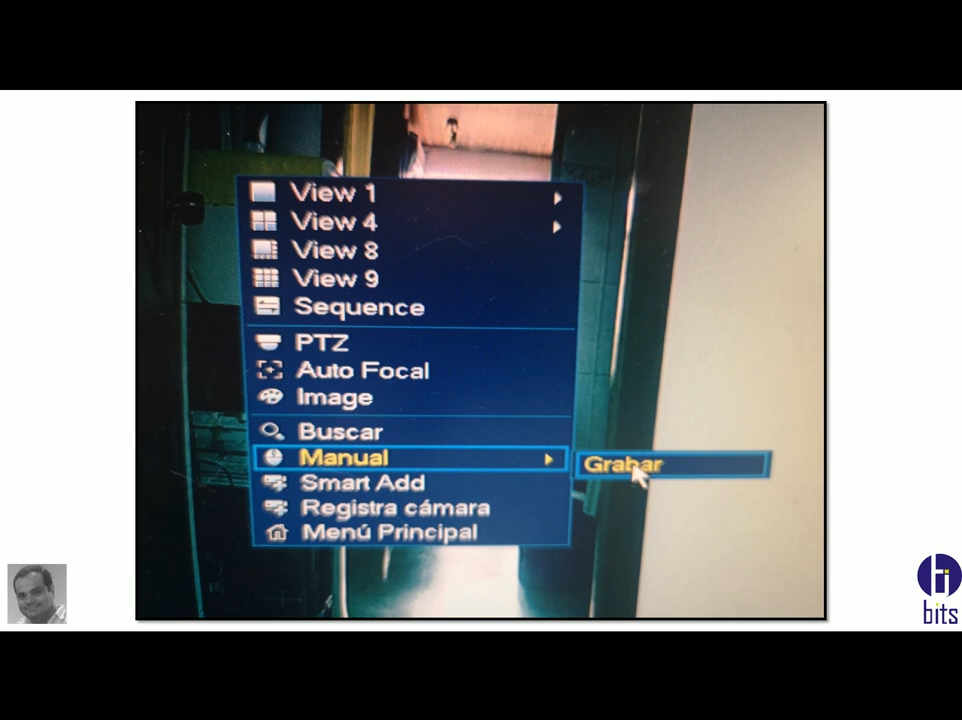 View 1
View 4
View 8
View 9
Sequence
PTZ
Auto Focal
Image
Buscar
Manual
Grabar
Smart Add
Registra cámara
Menú Principal
bits